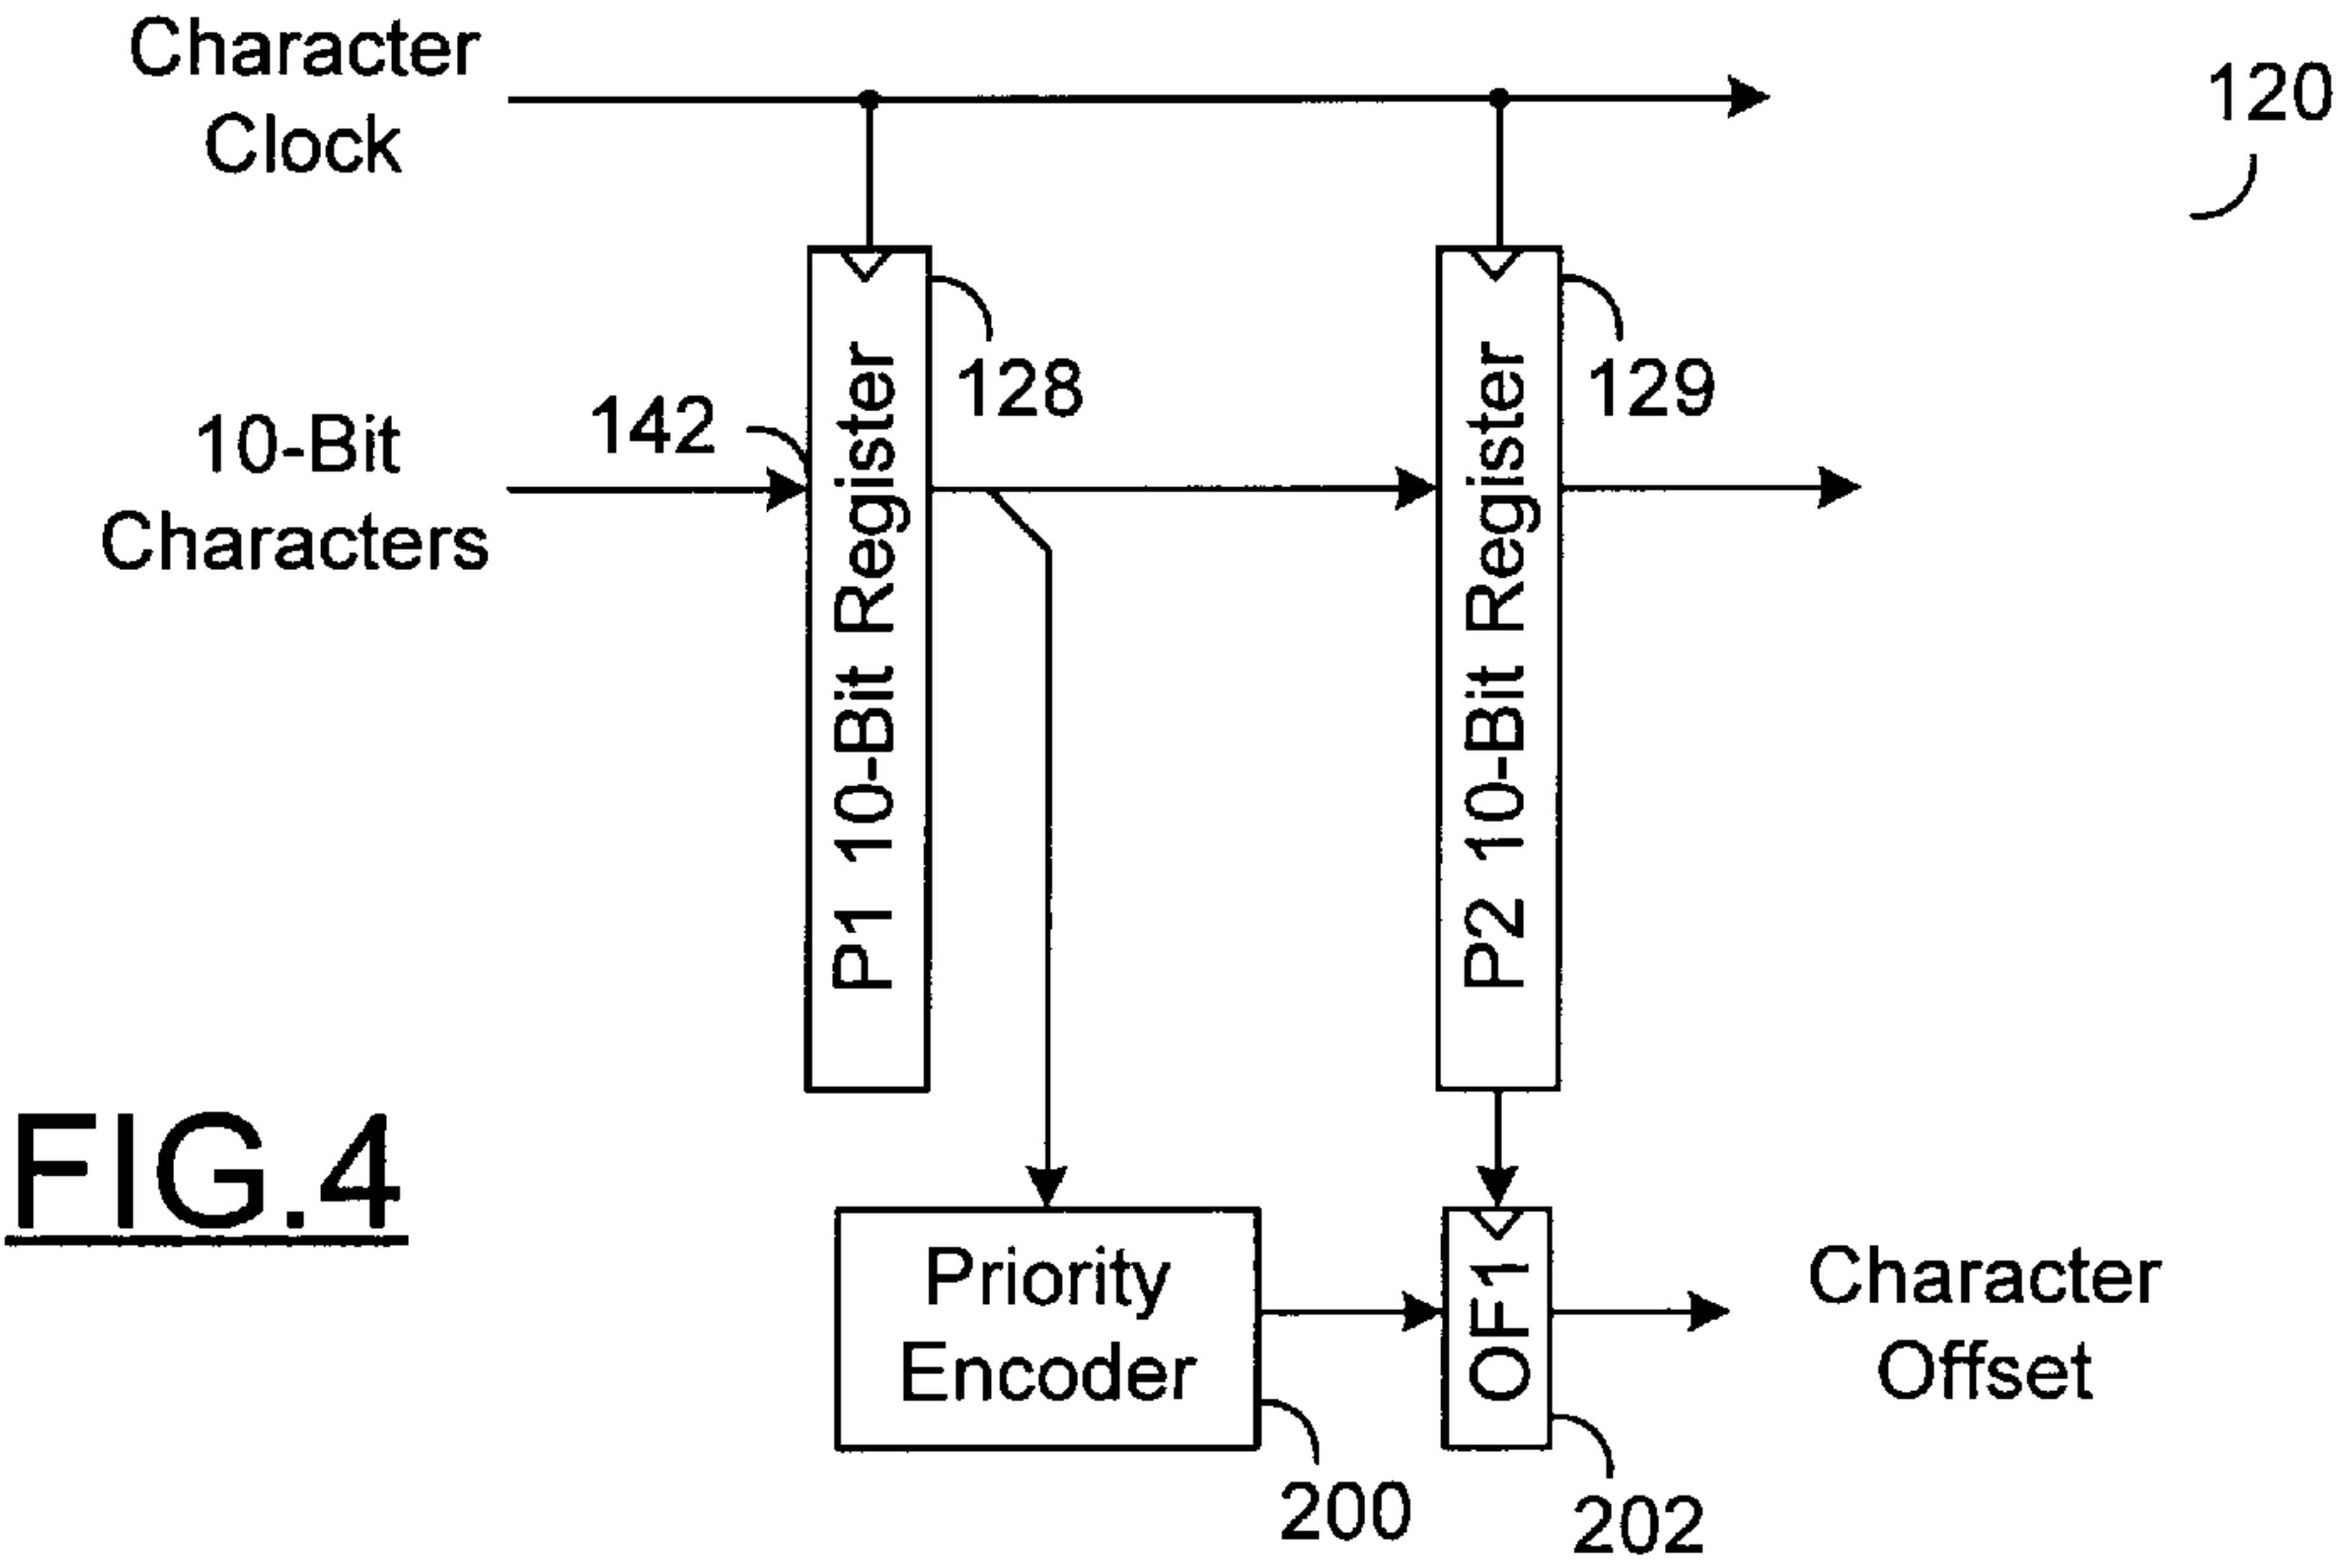 Character
Clock
120
142
128
129
10-Bit
Characters
P1 10-Bit Register
P2 10-Bit Register
FIG.4
Priority
Encoder
OF1
Character
Offset
200
202